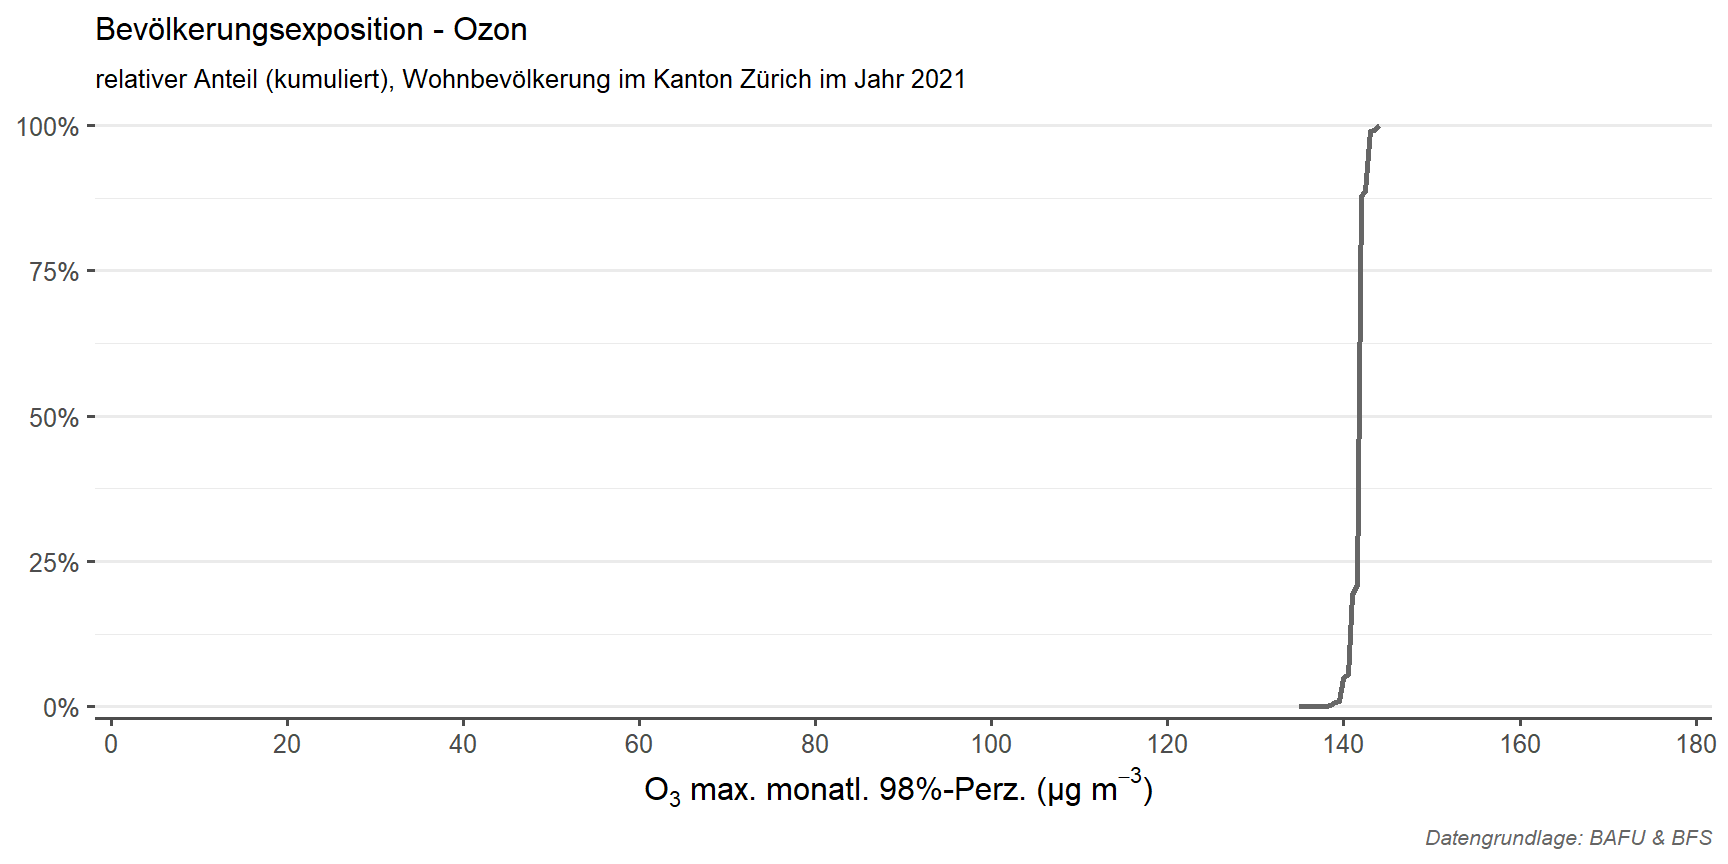 Bevölkerungsexposition - Ozon
relativer Anteil (kumuliert), Wohnbevölkerung im Kanton Zürich im Jahr 2021
100%
75%
50%
25%
0%
0 20 40 60 80 100 120 140 160 180
O₃ max. monatl. 98%-Perz. (µg m⁻³)
Datengrundlage: BAFU & BFS